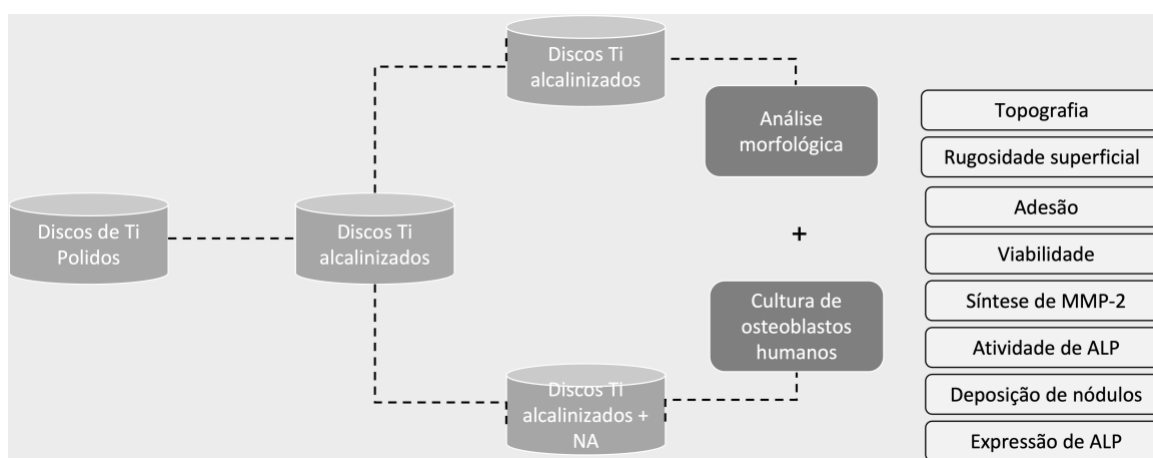 Discos de Ti
Polidos
Discos Ti
alcalinizados
Discos Ti
alcalinizados
Discos Ti
alcalinizados +
NA
Análise
morfológica
+
Cultura de
osteoblastos
humanos
Topografia
Rugosidade superficial
Adesão
Viabilidade
Síntese de MMP-2
Atividade de ALP
Deposição de nódulos
Expressão de ALP